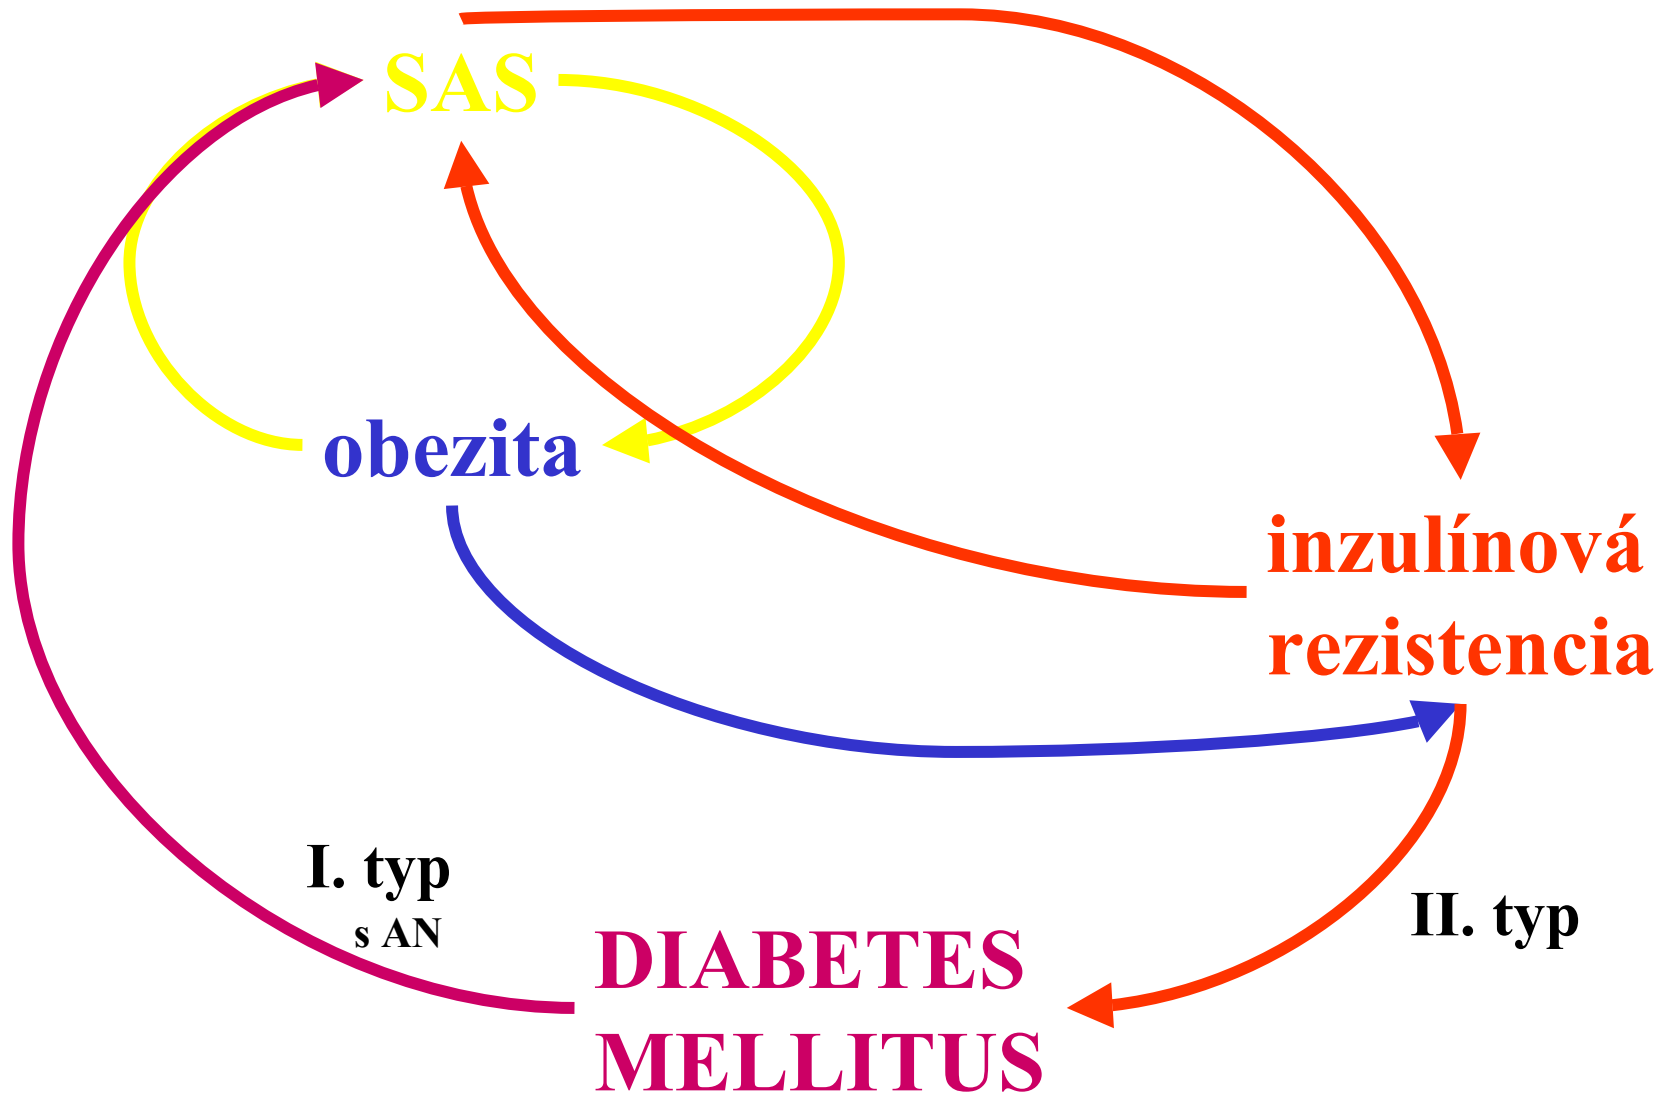 SAS
obezita
inzulínová
rezistencia
I. typ
s AN
II. typ
DIABETES
MELLITUS